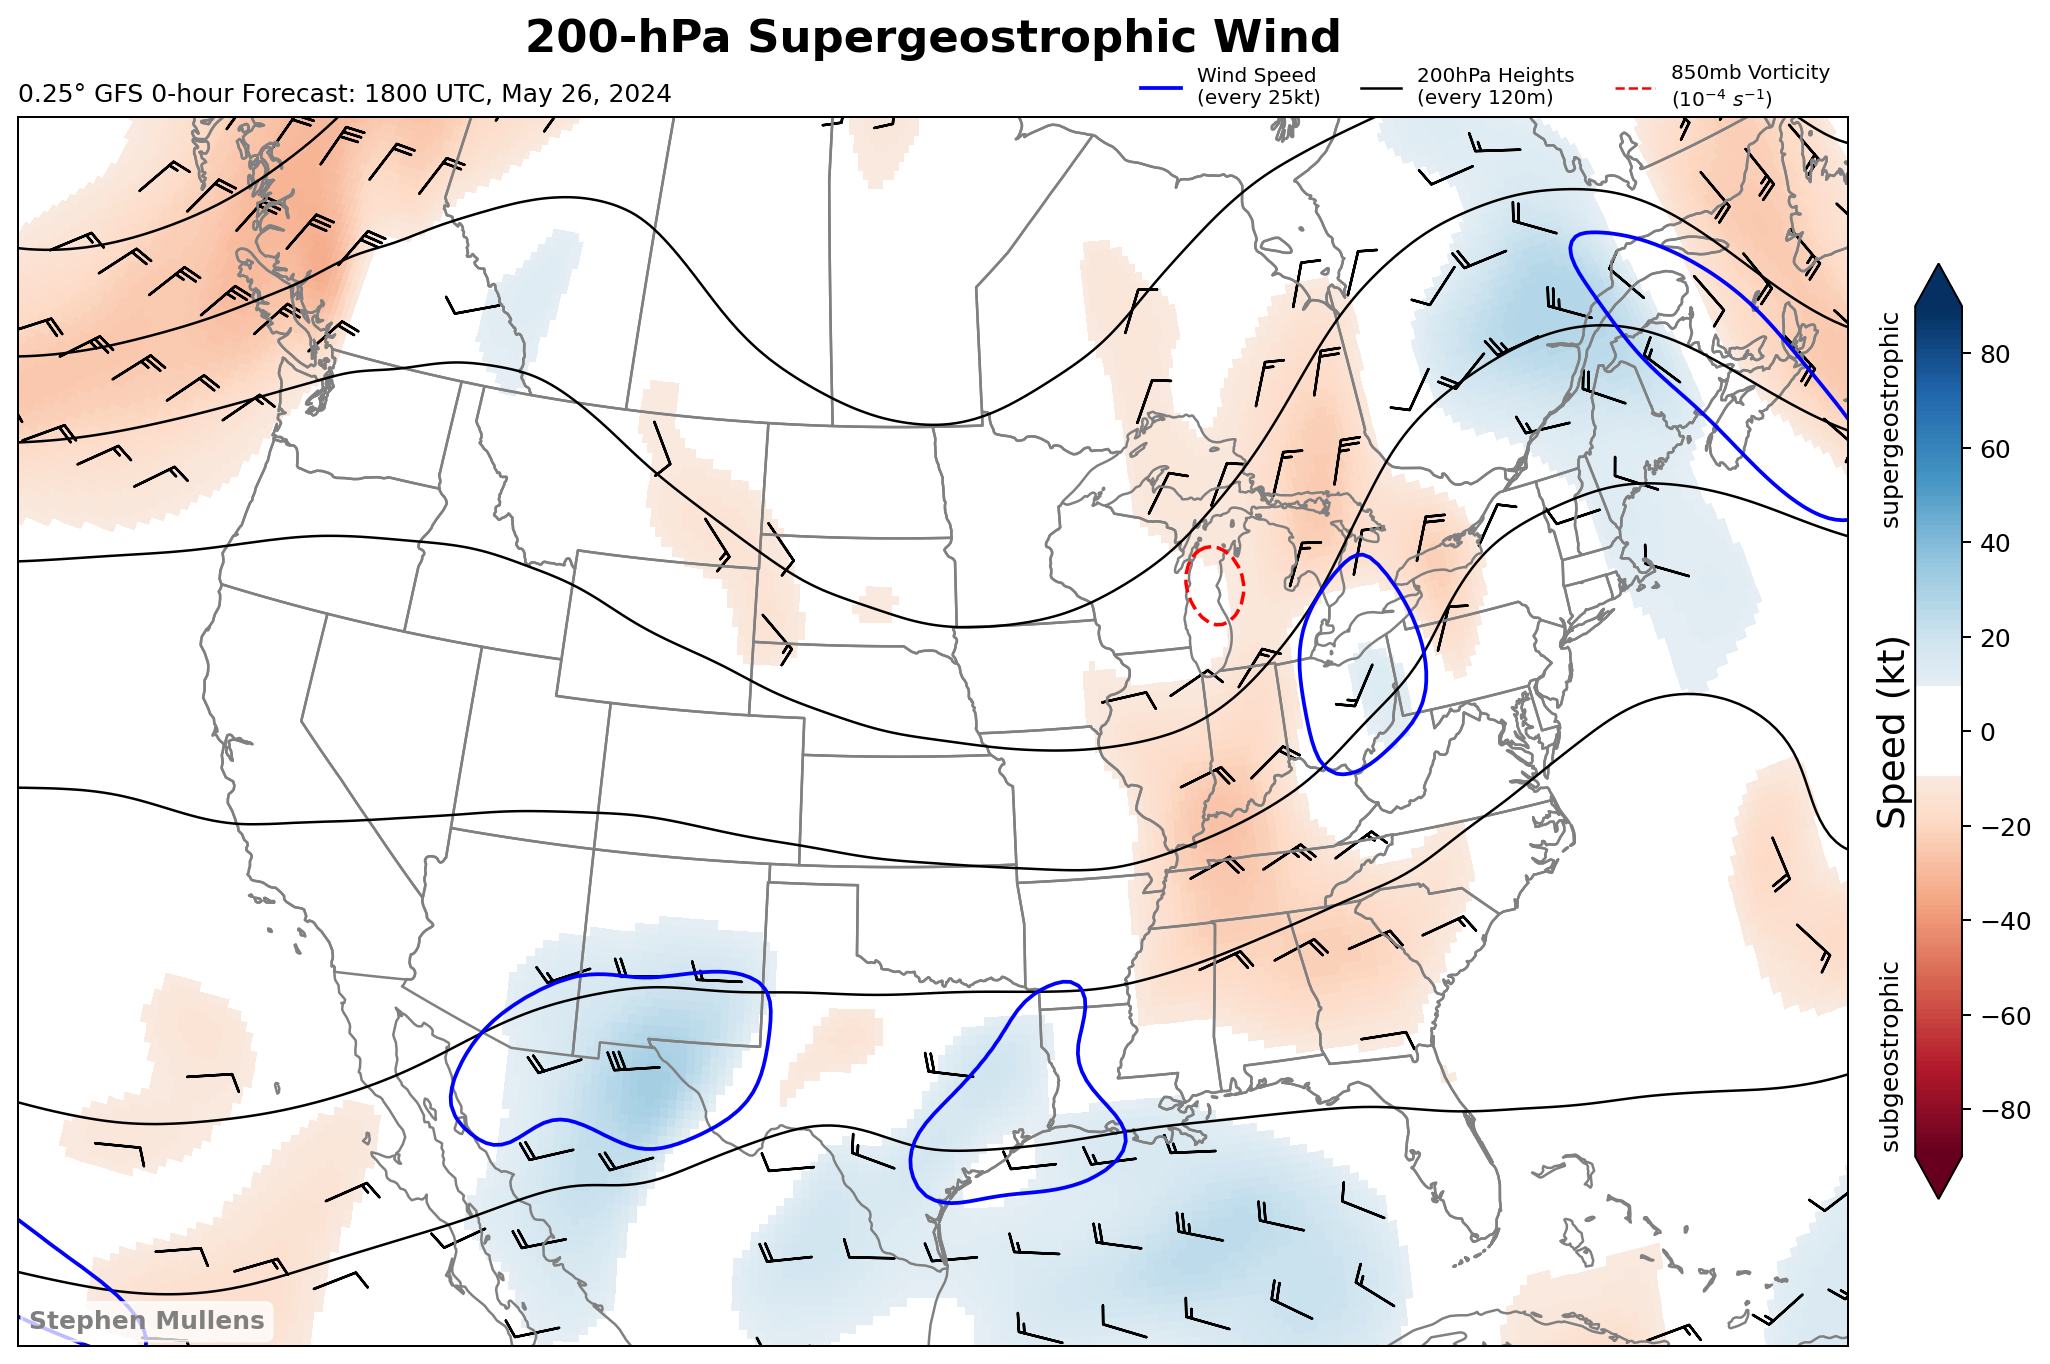 200-hPa Supergeostrophic Wind
0.25° GFS 0-hour Forecast: 1800 UTC, May 26, 2024
Wind Speed
(every 25kt)
200hPa Heights
(every 120m)
850mb Vorticity
(10⁻⁴ s⁻¹)
supergeostrophic
Speed (kt)
subgeostrophic
80
60
40
20
0
−20
−40
−60
−80
Stephen Mullens